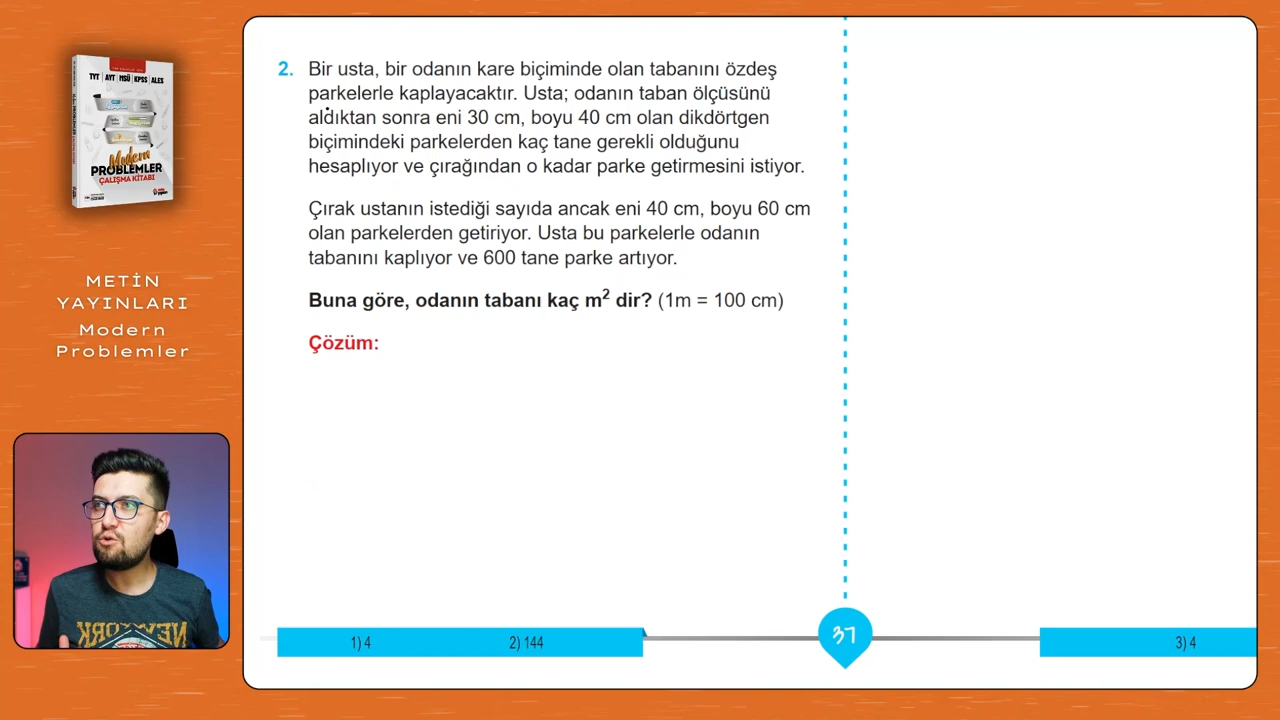 TYT | AYT | MSÜ | KPSS | ALES
Modern
PROBLEMLER
ÇALIŞMA KİTABI
METİN
YAYINLARI
Modern
Problemler
NEW YORK
2. Bir usta, bir odanın kare biçiminde olan tabanını özdeş
parkelerle kaplayacaktır. Usta; odanın taban ölçüsünü
aldıktan sonra eni 30 cm, boyu 40 cm olan dikdörtgen
biçimindeki parkelerden kaç tane gerekli olduğunu
hesaplıyor ve çırağından o kadar parke getirmesini istiyor.
Çırak ustanın istediği sayıda ancak eni 40 cm, boyu 60 cm
olan parkelerden getiriyor. Usta bu parkelerle odanın
tabanını kaplıyor ve 600 tane parke artıyor.
Buna göre, odanın tabanı kaç m² dir? (1m = 100 cm)
Çözüm:
1) 4 2) 144
37
3) 4